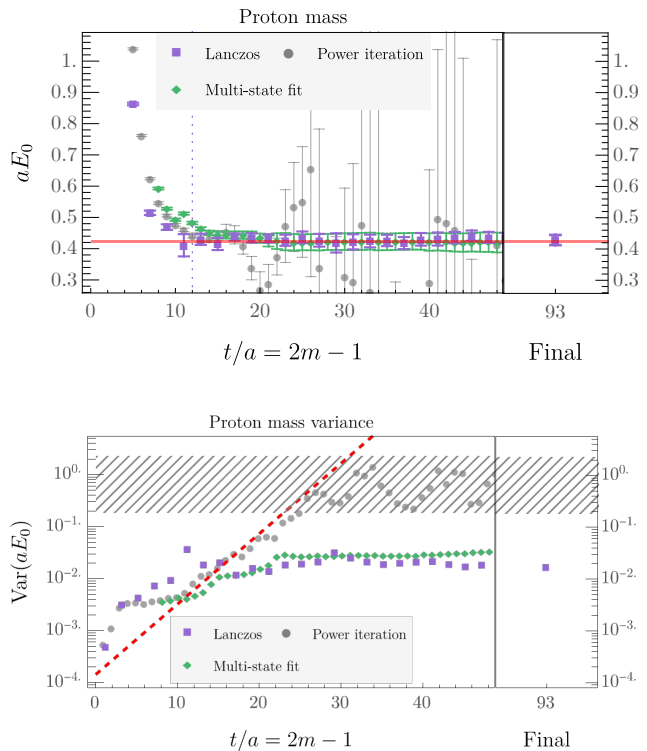 Proton mass
Lanczos
Power iteration
Multi-state fit
aE₀
1.
0.9
0.8
0.7
0.6
0.5
0.4
0.3
1.
0.9
0.8
0.7
0.6
0.5
0.4
0.3
0 10 20 30 40 93
t/a = 2m − 1
Final
Proton mass variance
Var(aE₀)
10⁰·
10⁻¹·
10⁻²·
10⁻³·
10⁻⁴·
10⁰·
10⁻¹·
10⁻²·
10⁻³·
10⁻⁴·
Lanczos
Power iteration
Multi-state fit
0 10 20 30 40 93
t/a = 2m − 1
Final